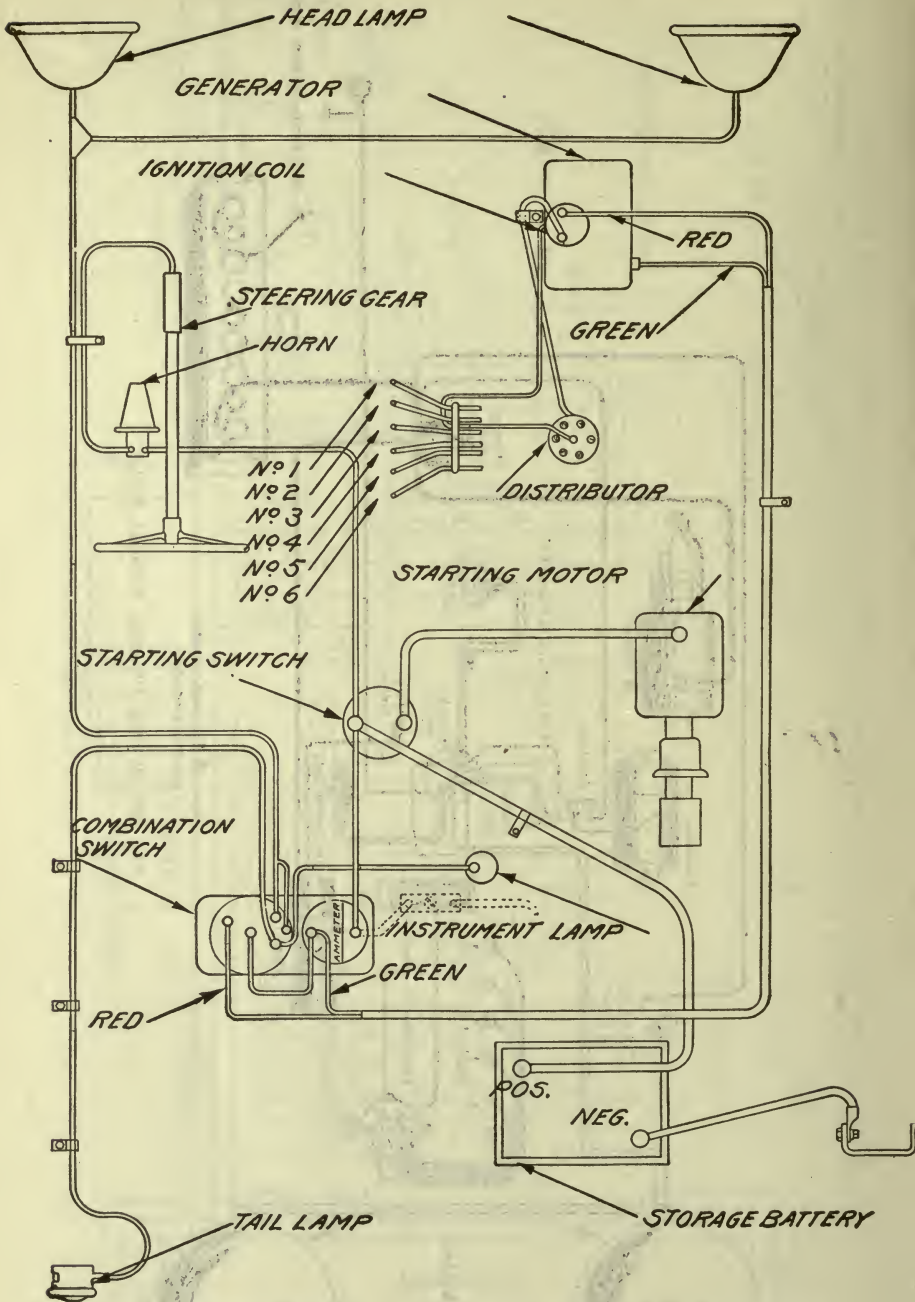 HEAD LAMP
GENERATOR
IGNITION COIL
RED
STEERING GEAR
GREEN
HORN
Nº 1
Nº 2
Nº 3
Nº 4
Nº 5
Nº 6
DISTRIBUTOR
STARTING MOTOR
STARTING SWITCH
COMBINATION
SWITCH
AMMETER
INSTRUMENT LAMP
GREEN
RED
POS.
NEG.
TAIL LAMP
STORAGE BATTERY